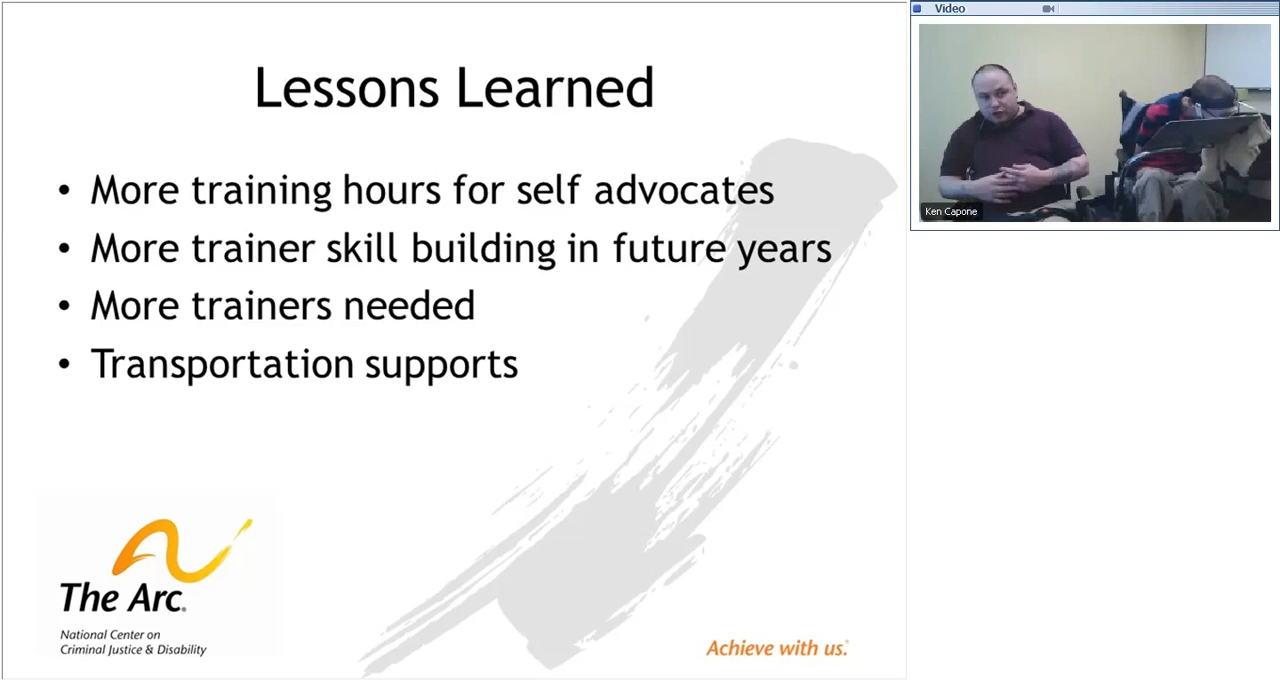 Lessons Learned
• More training hours for self advocates
• More trainer skill building in future years
• More trainers needed
• Transportation supports
The Arc®
National Center on
Criminal Justice & Disability
Achieve with us.®
Video
Ken Capone